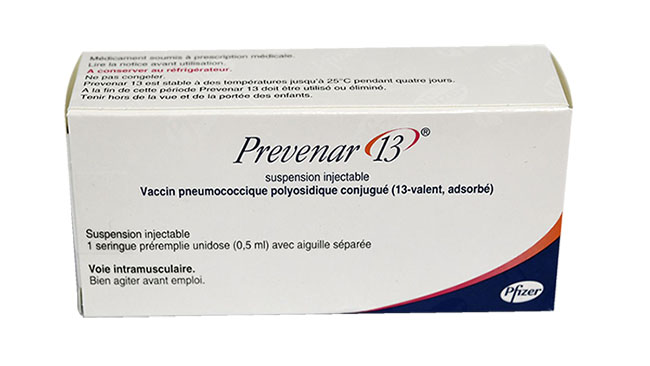 Médicament soumis à prescription médicale.
Lire la notice avant utilisation.
A conserver au réfrigérateur.
Ne pas congeler.
Prevenar 13 est stable à des températures jusqu'à 25°C pendant quatre jours.
A la fin de cette période Prevenar 13 doit être utilisé ou éliminé.
Tenir hors de la vue et de la portée des enfants.
Prevenar 13®
suspension injectable
Vaccin pneumococcique polyosidique conjugué (13-valent, adsorbé)
Suspension injectable
1 seringue préremplie unidose (0,5 ml) avec aiguille séparée
Voie intramusculaire.
Bien agiter avant emploi.
Pfizer